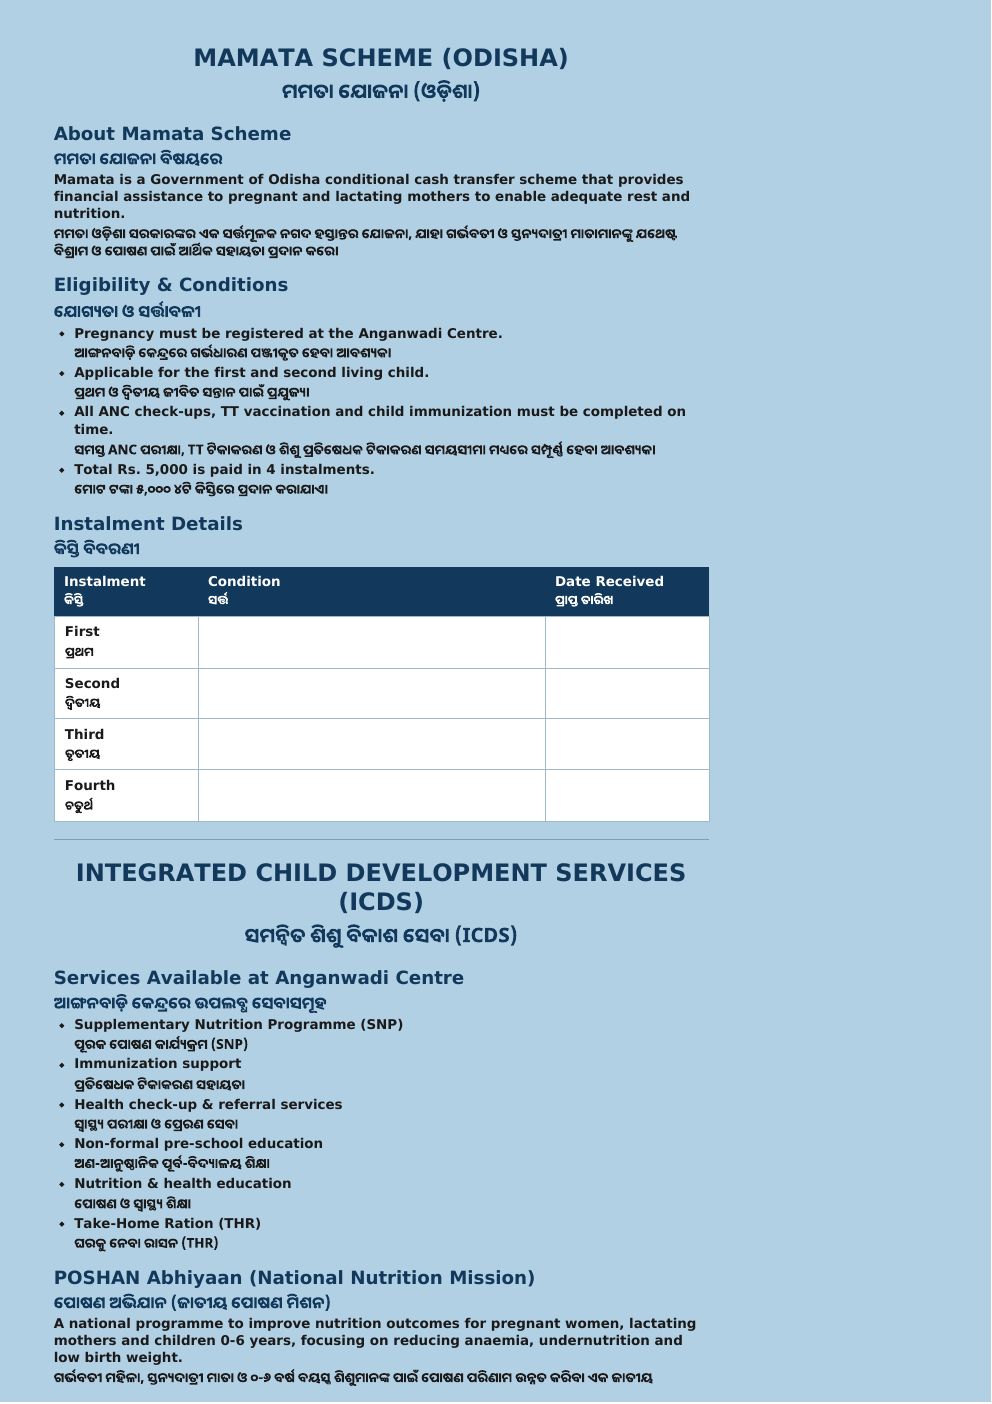 MAMATA SCHEME (ODISHA)
ମମତା ଯୋଜନା (ଓଡ଼ିଶା)
About Mamata Scheme
ମମତା ଯୋଜନା ବିଷୟରେ
Mamata is a Government of Odisha conditional cash transfer scheme that provides
financial assistance to pregnant and lactating mothers to enable adequate rest and
nutrition.
ମମତା ଓଡ଼ିଶା ସରକାରଙ୍କର ଏକ ସର୍ତ୍ତମୂଳକ ନଗଦ ହସ୍ତାନ୍ତର ଯୋଜନା, ଯାହା ଗର୍ଭବତୀ ଓ ସ୍ତନ୍ୟଦାତ୍ରୀ ମାତାମାନଙ୍କୁ ଯଥେଷ୍ଟ
ବିଶ୍ରାମ ଓ ପୋଷଣ ପାଇଁ ଆର୍ଥିକ ସହାୟତା ପ୍ରଦାନ କରେ।
Eligibility & Conditions
ଯୋଗ୍ୟତା ଓ ସର୍ତ୍ତାବଳୀ
• Pregnancy must be registered at the Anganwadi Centre.
ଆଙ୍ଗନବାଡ଼ି କେନ୍ଦ୍ରରେ ଗର୍ଭଧାରଣ ପଞ୍ଜୀକୃତ ହେବା ଆବଶ୍ୟକ।
• Applicable for the first and second living child.
ପ୍ରଥମ ଓ ଦ୍ୱିତୀୟ ଜୀବିତ ସନ୍ତାନ ପାଇଁ ପ୍ରଯୁଜ୍ୟ।
• All ANC check-ups, TT vaccination and child immunization must be completed on
time.
ସମସ୍ତ ANC ପରୀକ୍ଷା, TT ଟିକାକରଣ ଓ ଶିଶୁ ପ୍ରତିଷେଧକ ଟିକାକରଣ ସମୟସୀମା ମଧ୍ୟରେ ସମ୍ପୂର୍ଣ୍ଣ ହେବା ଆବଶ୍ୟକ।
• Total Rs. 5,000 is paid in 4 instalments.
ମୋଟ ଟଙ୍କା ୫,୦୦୦ ୪ଟି କିସ୍ତିରେ ପ୍ରଦାନ କରାଯାଏ।
Instalment Details
କିସ୍ତି ବିବରଣୀ
Instalment Condition Date Received
କିସ୍ତି ସର୍ତ୍ତ ପ୍ରାପ୍ତ ତାରିଖ
First
ପ୍ରଥମ
Second
ଦ୍ୱିତୀୟ
Third
ତୃତୀୟ
Fourth
ଚତୁର୍ଥ
INTEGRATED CHILD DEVELOPMENT SERVICES
(ICDS)
ସମନ୍ୱିତ ଶିଶୁ ବିକାଶ ସେବା (ICDS)
Services Available at Anganwadi Centre
ଆଙ୍ଗନବାଡ଼ି କେନ୍ଦ୍ରରେ ଉପଲବ୍ଧ ସେବାସମୂହ
• Supplementary Nutrition Programme (SNP)
ପୂରକ ପୋଷଣ କାର୍ଯ୍ୟକ୍ରମ (SNP)
• Immunization support
ପ୍ରତିଷେଧକ ଟିକାକରଣ ସହାୟତା
• Health check-up & referral services
ସ୍ୱାସ୍ଥ୍ୟ ପରୀକ୍ଷା ଓ ପ୍ରେରଣ ସେବା
• Non-formal pre-school education
ଅଣ-ଆନୁଷ୍ଠାନିକ ପୂର୍ବ-ବିଦ୍ୟାଳୟ ଶିକ୍ଷା
• Nutrition & health education
ପୋଷଣ ଓ ସ୍ୱାସ୍ଥ୍ୟ ଶିକ୍ଷା
• Take-Home Ration (THR)
ଘରକୁ ନେବା ରାସନ (THR)
POSHAN Abhiyaan (National Nutrition Mission)
ପୋଷଣ ଅଭିଯାନ (ଜାତୀୟ ପୋଷଣ ମିଶନ)
A national programme to improve nutrition outcomes for pregnant women, lactating
mothers and children 0-6 years, focusing on reducing anaemia, undernutrition and
low birth weight.
ଗର୍ଭବତୀ ମହିଳା, ସ୍ତନ୍ୟଦାତ୍ରୀ ମାତା ଓ ୦-୬ ବର୍ଷ ବୟସ୍କ ଶିଶୁମାନଙ୍କ ପାଇଁ ପୋଷଣ ପରିଣାମ ଉନ୍ନତ କରିବା ଏକ ଜାତୀୟ